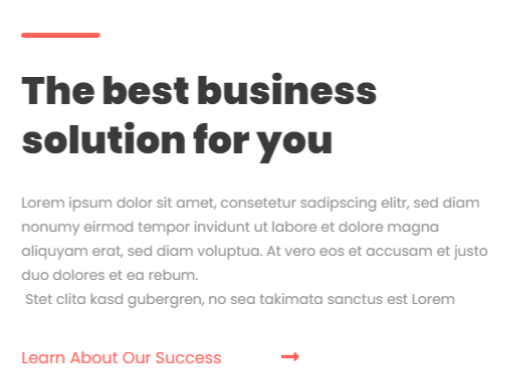 The best business
solution for you
Lorem ipsum dolor sit amet, consetetur sadipscing elitr, sed diam
nonumy eirmod tempor invidunt ut labore et dolore magna
aliquyam erat, sed diam voluptua. At vero eos et accusam et justo
duo dolores et ea rebum.
Stet clita kasd gubergren, no sea takimata sanctus est Lorem
Learn About Our Success